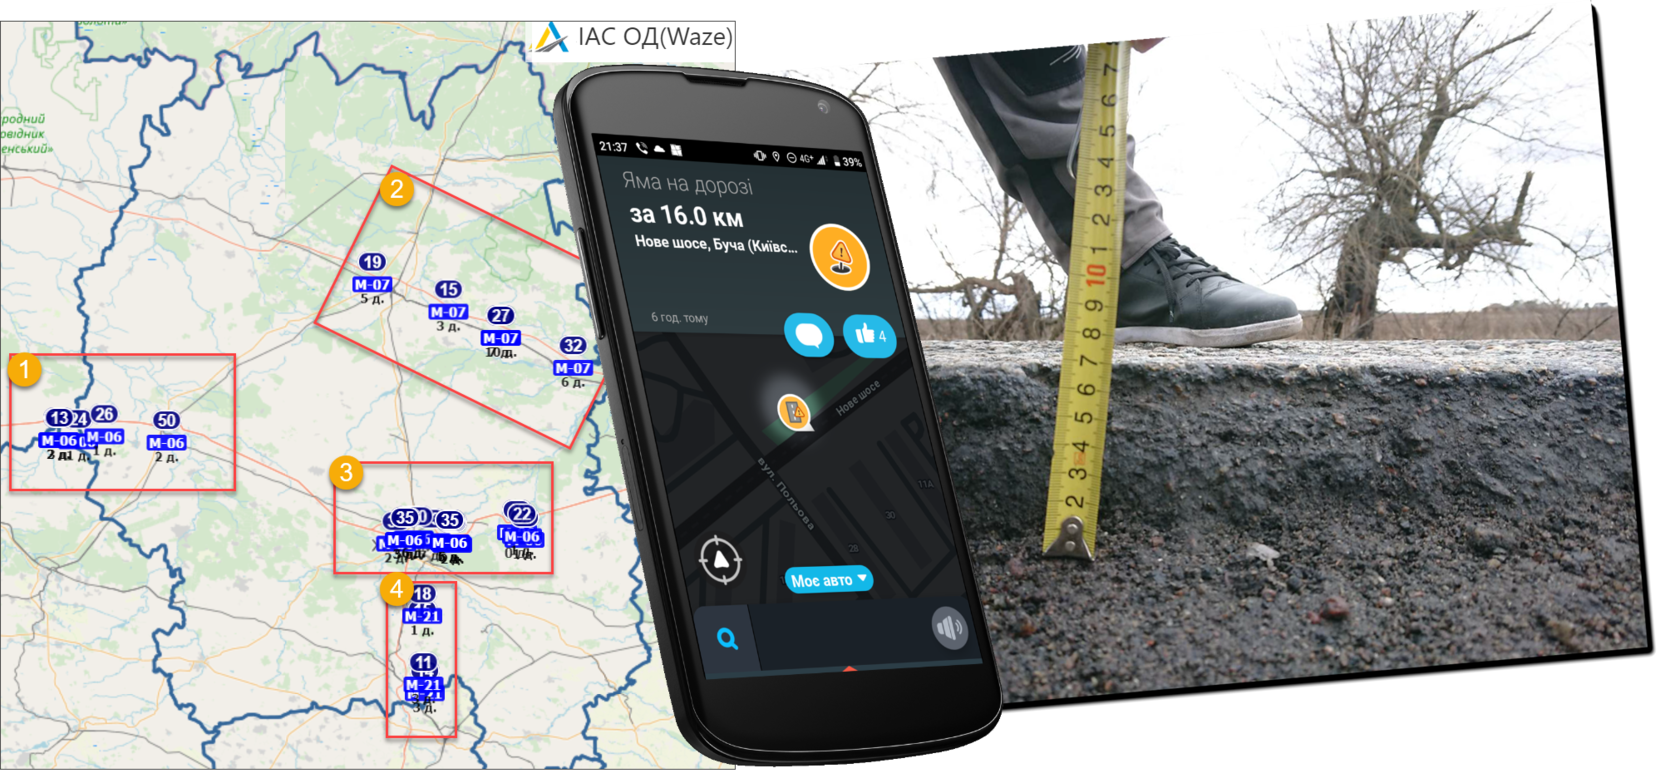 ІАС ОД(Waze)
родний
овідник
енський»
2
19
М-07
5 д.
15
М-07
3 д.
27
М-07
32
М-07
6 д.
1
13
24
26
М-06
М-06
1 д.
50
М-06
2 д.
3
35
35
22
М-06
М-06
М-06
4
18
М-21
1 д.
11
М-21
3 д.
21:37
4G+
39%
Яма на дорозі
за 16.0 км
Нове шосе, Буча (Київс...
6 год. тому
4
Нове шосе
вул. Польова
11А
30
28
Моє авто
7
6
5
4
3
2
1
10
9
8
7
6
5
4
3
2